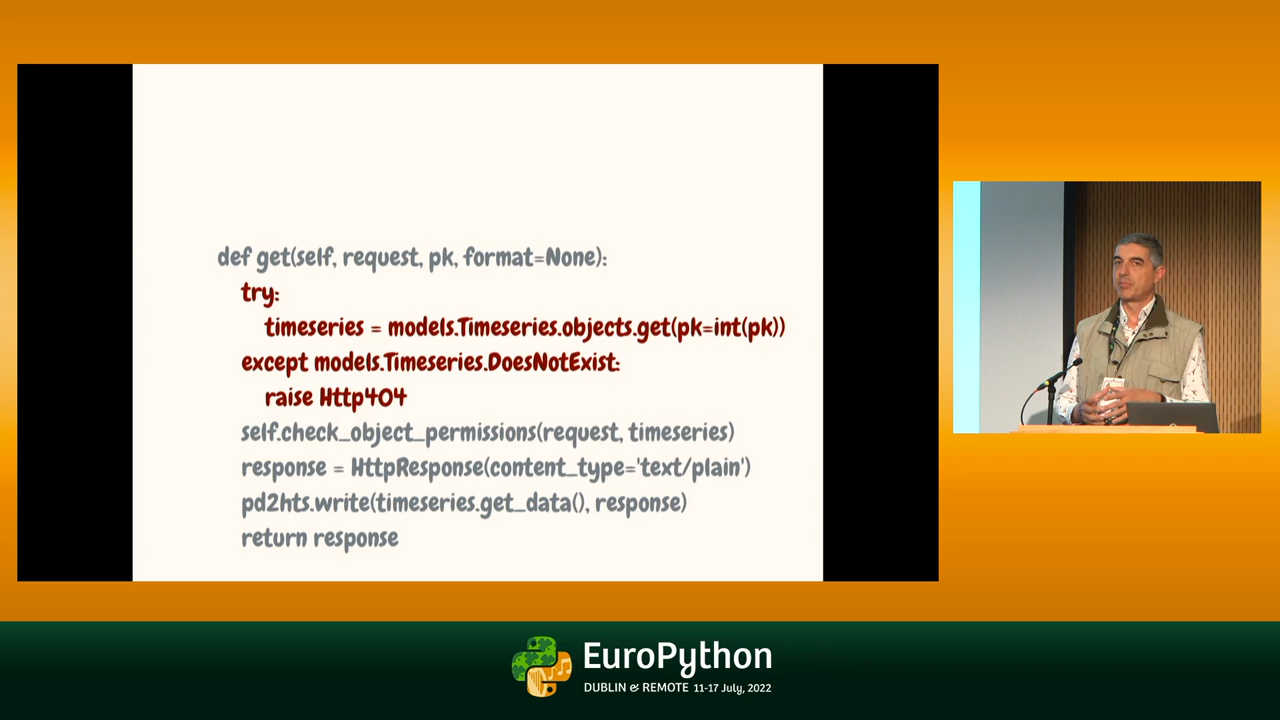 def get(self, request, pk, format=None):
try:
timeseries = models.Timeseries.objects.get(pk=int(pk))
except models.Timeseries.DoesNotExist:
raise Http404
self.check_object_permissions(request, timeseries)
response = HttpResponse(content_type='text/plain')
pd2hts.write(timeseries.get_data(), response)
return response
EuroPython
DUBLIN & REMOTE 11-17 July, 2022